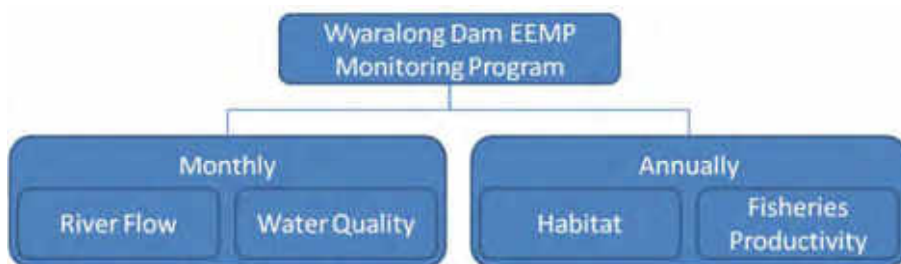 Wyaralong Dam EEMP
Monitoring Program
Monthly
River Flow
Water Quality
Annually
Habitat
Fisheries
Productivity